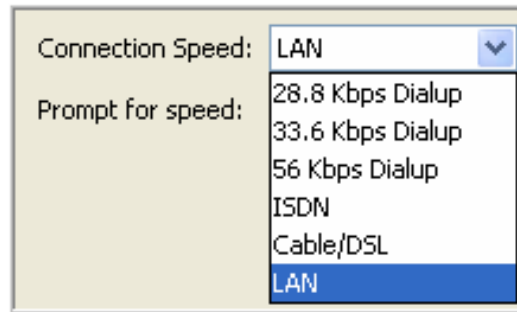 Connection Speed: LAN
28.8 Kbps Dialup
Prompt for speed:
33.6 Kbps Dialup
56 Kbps Dialup
ISDN
Cable/DSL
LAN